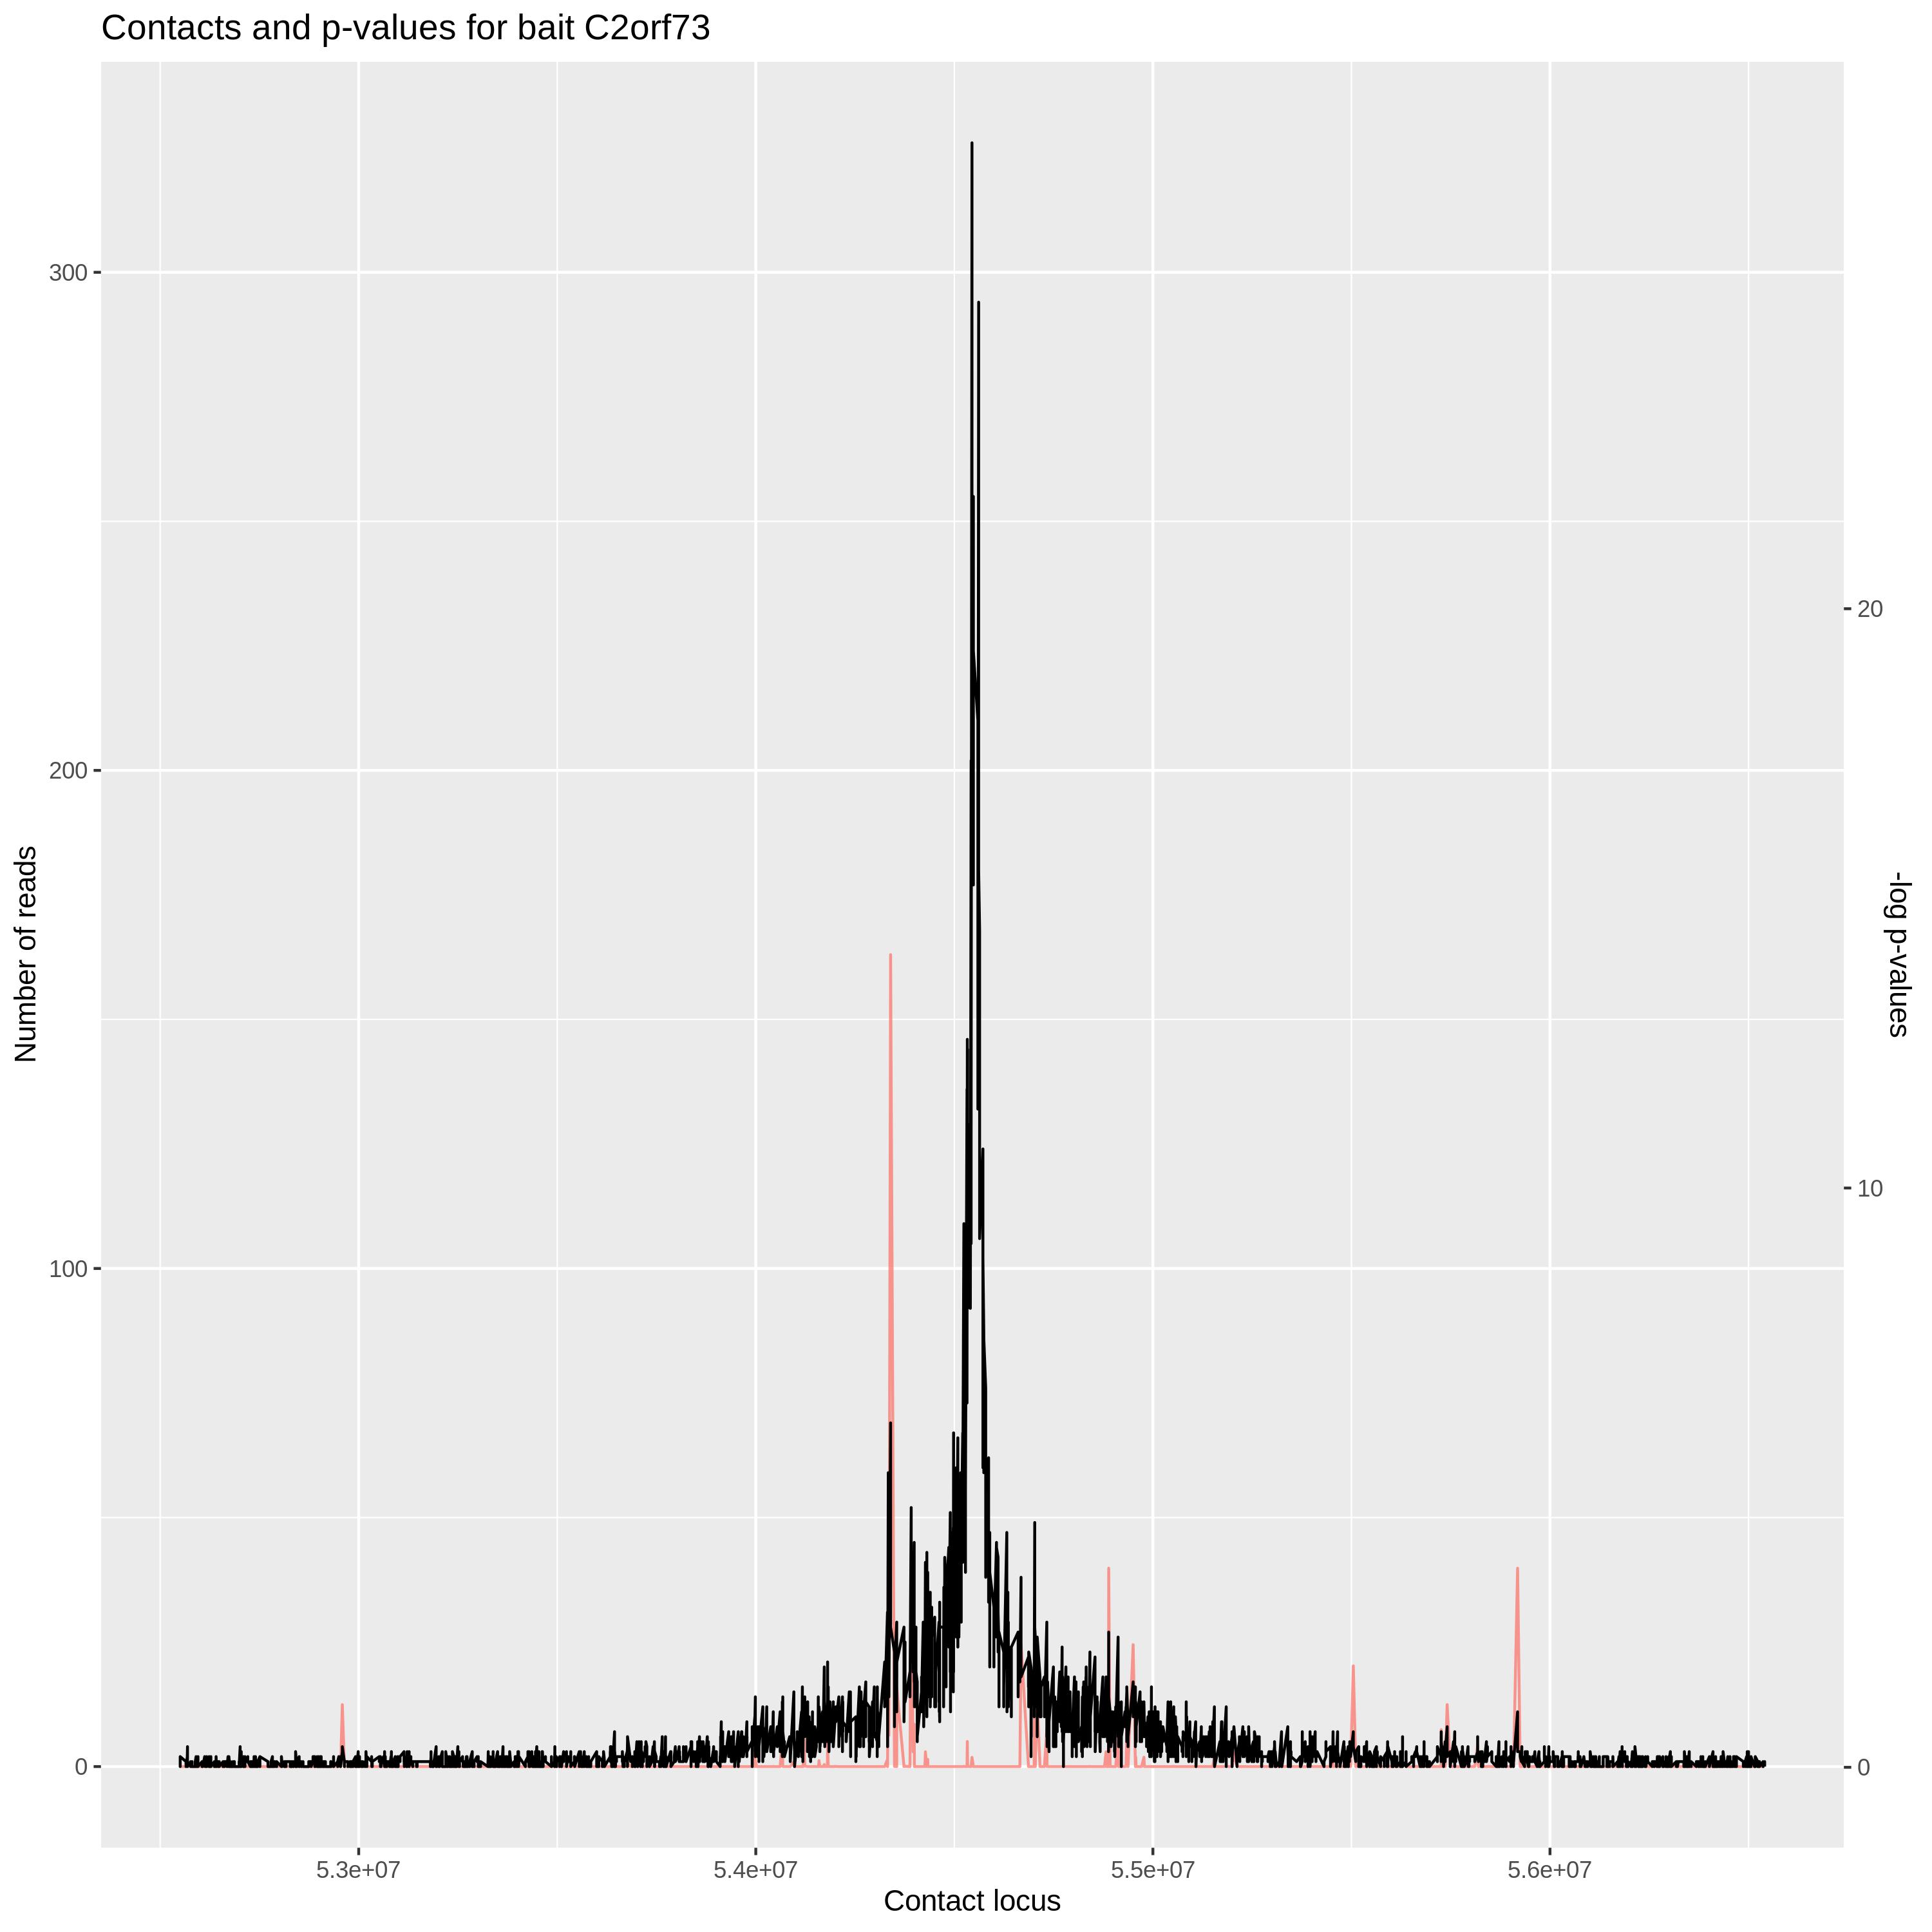 Contacts and p-values for bait C2orf73
300
200
100
0
Number of reads
20
10
0
-log p-values
5.3e+07
5.4e+07
5.5e+07
5.6e+07
Contact locus